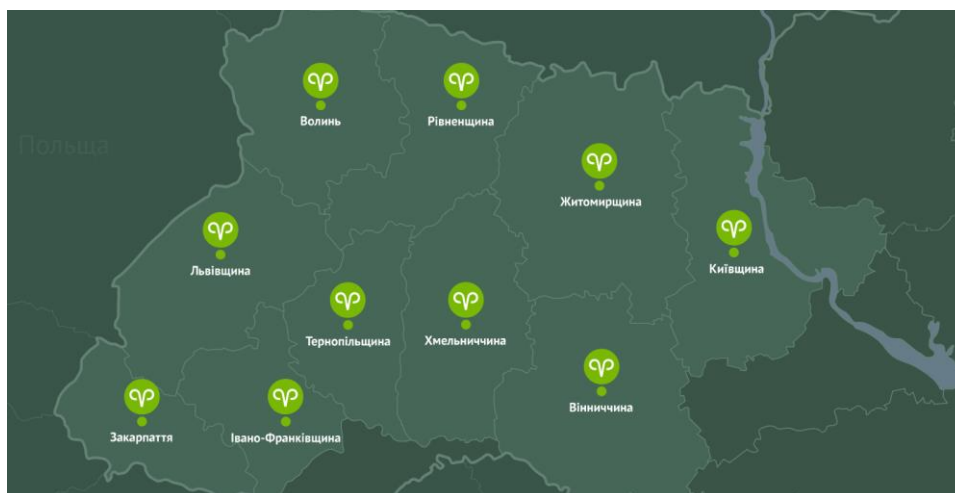 Волинь
Рівненщина
Польща
Житомирщина
Львівщина
Київщина
Тернопільщина
Хмельниччина
Вінниччина
Закарпаття
Івано-Франківщина